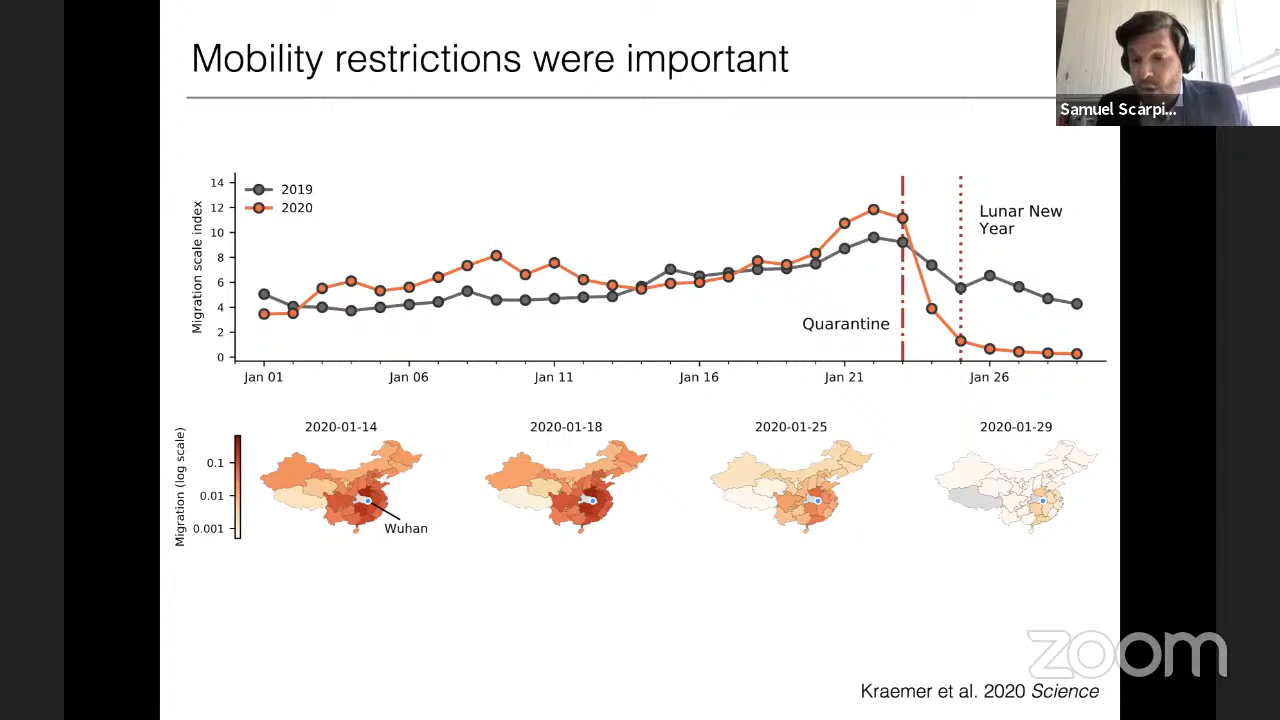 Mobility restrictions were important
Samuel Scarpi...
Migration scale index
14
12
10
8
6
4
2
0
2019
2020
Quarantine
Lunar New
Year
Jan 01
Jan 06
Jan 11
Jan 16
Jan 21
Jan 26
Migration (log scale)
0.1
0.01
0.001
2020-01-14
2020-01-18
2020-01-25
2020-01-29
Wuhan
zoom
Kraemer et al. 2020 Science